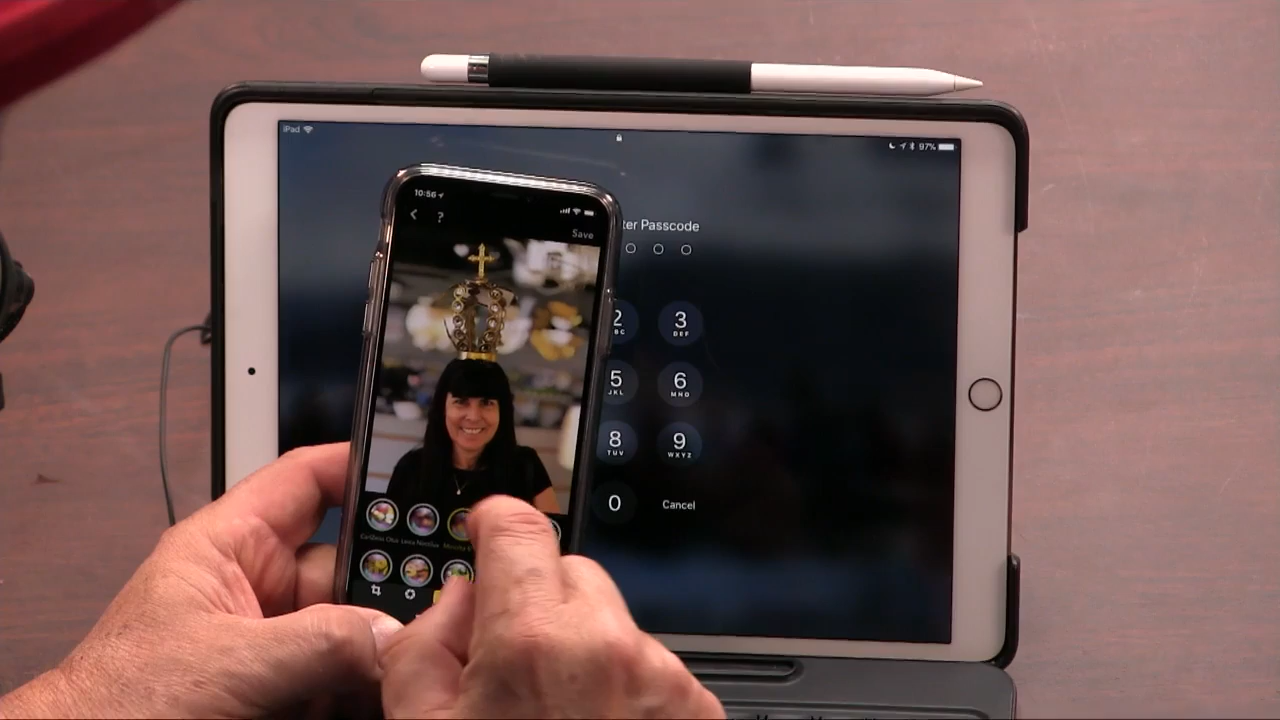 iPad
97%
ter Passcode
2
BC
3
DEF
5
JKL
6
MNO
8
TUV
9
WXYZ
0
Cancel
10:56
?
Save